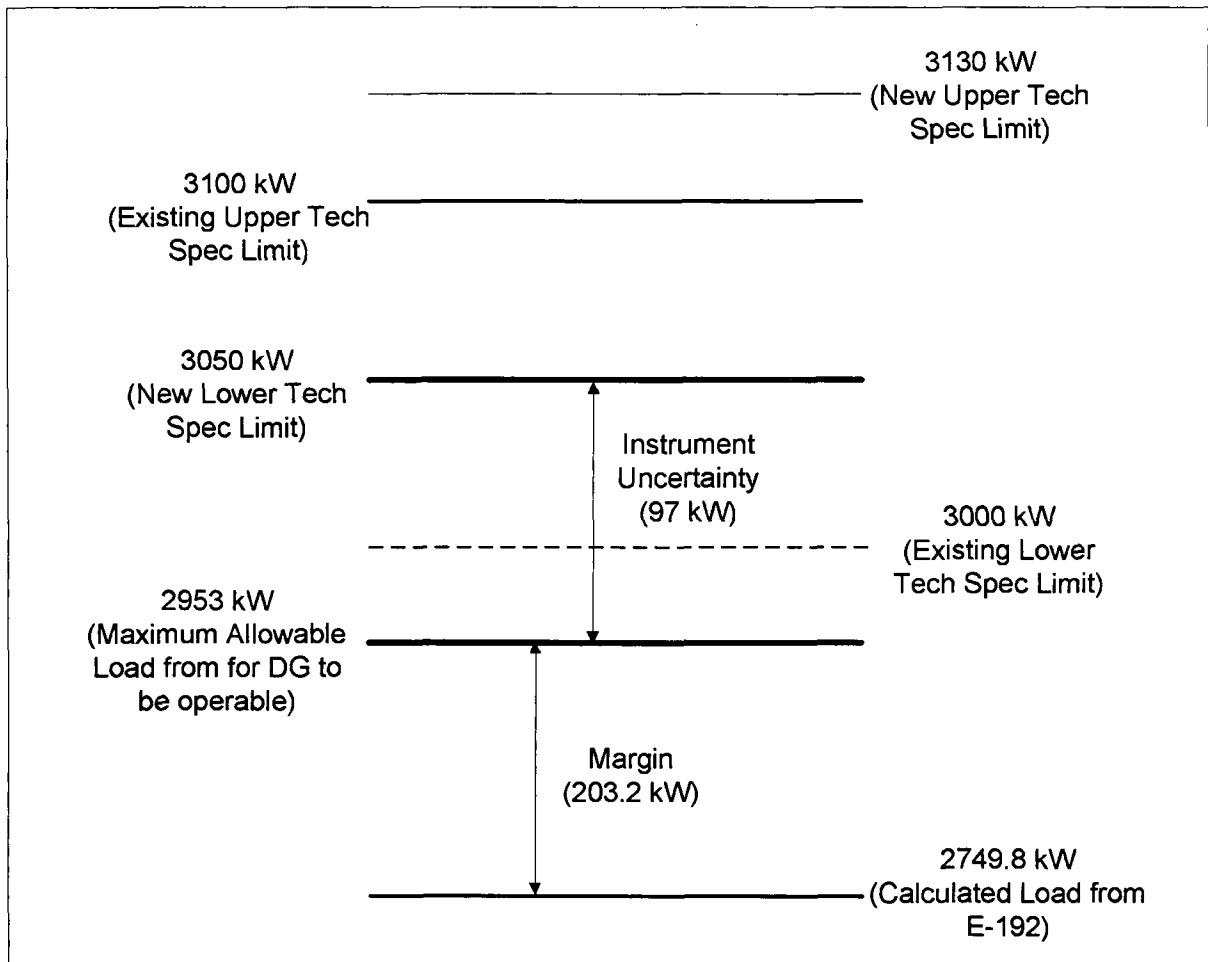 3130 kW
(New Upper Tech
Spec Limit)
3100 kW
(Existing Upper Tech
Spec Limit)
3050 kW
(New Lower Tech
Spec Limit)
Instrument
Uncertainty
(97 kW)
3000 kW
(Existing Lower
Tech Spec Limit)
2953 kW
(Maximum Allowable
Load from for DG to
be operable)
Margin
(203.2 kW)
2749.8 kW
(Calculated Load from
E-192)